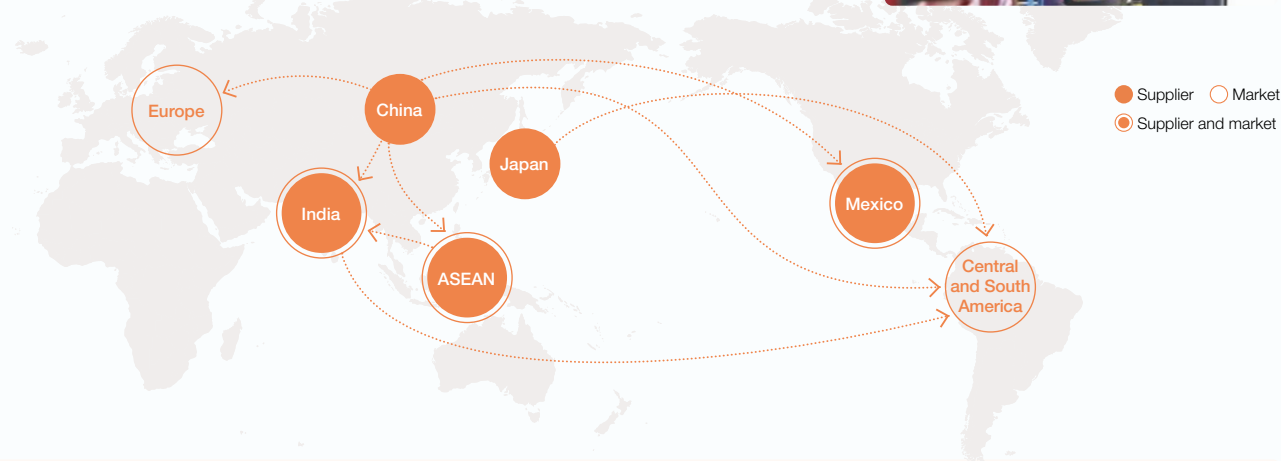 Supplier Market
Supplier and market
Europe
China
Japan
India
Mexico
ASEAN
Central
and South
America